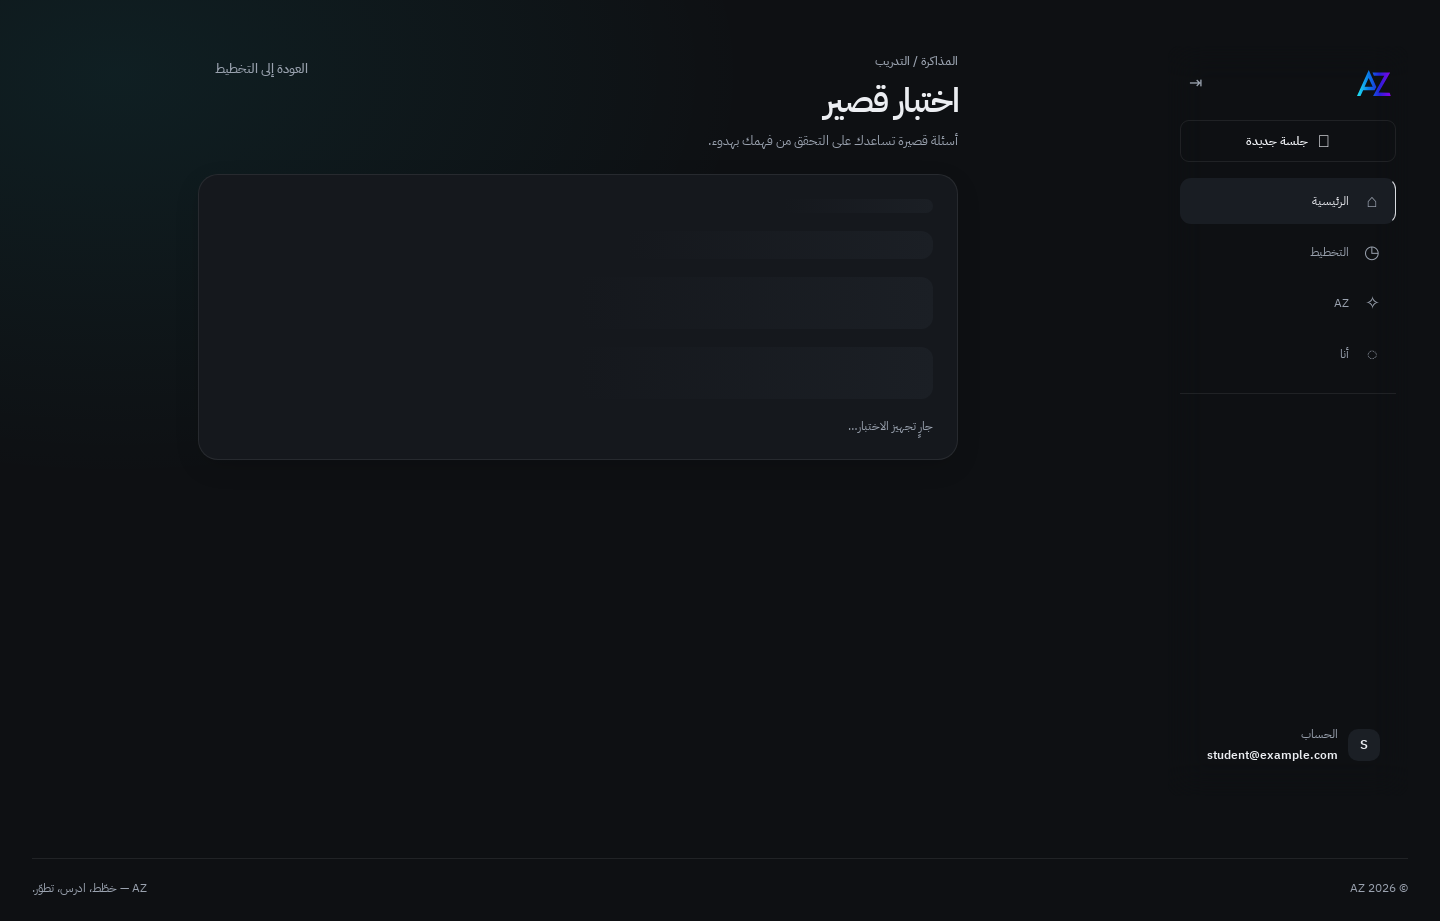 AZ
جلسة جديدة
الرئيسية
التخطيط
AZ
أنا
الحساب
S
student@example.com
المذاكرة / التدريب
العودة إلى التخطيط
اختبار قصير
أسئلة قصيرة تساعدك على التحقق من فهمك بهدوء.
جارٍ تجهيز الاختبار...
© 2026 AZ
AZ — خطّط، ادرس، تطوّر.